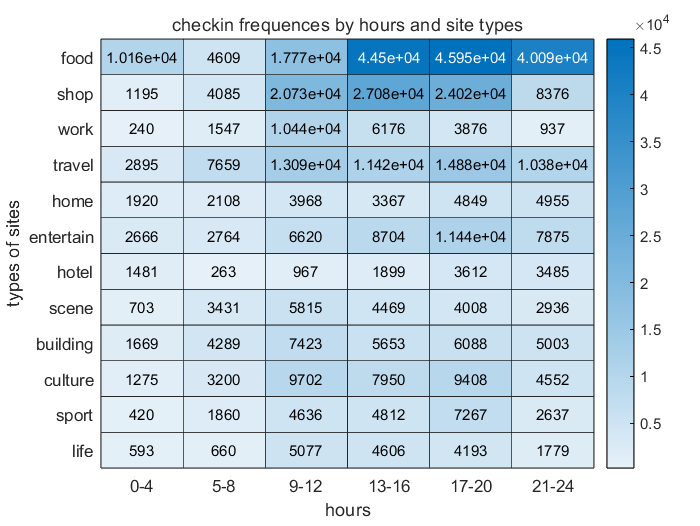 checkin frequences by hours and site types
×10⁴
food 1.016e+04 4609 1.777e+04 4.45e+04 4.595e+04 4.009e+04
shop 1195 4085 2.073e+04 2.708e+04 2.402e+04 8376
work 240 1547 1.044e+04 6176 3876 937
travel 2895 7659 1.309e+04 1.142e+04 1.488e+04 1.038e+04
home 1920 2108 3968 3367 4849 4955
entertain 2666 2764 6620 8704 1.144e+04 7875
hotel 1481 263 967 1899 3612 3485
scene 703 3431 5815 4469 4008 2936
building 1669 4289 7423 5653 6088 5003
culture 1275 3200 9702 7950 9408 4552
sport 420 1860 4636 4812 7267 2637
life 593 660 5077 4606 4193 1779
0-4 5-8 9-12 13-16 17-20 21-24
hours
types of sites
4.5
4
3.5
3
2.5
2
1.5
1
0.5